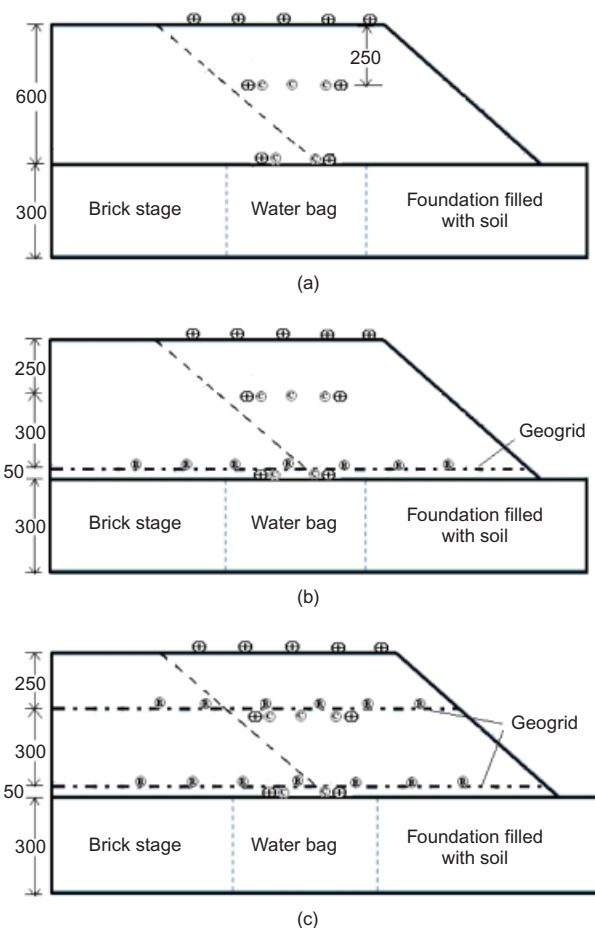 250
600
Brick stage
Water bag
Foundation filled
with soil
300
(a)
250
300
Geogrid
50
Brick stage
Water bag
Foundation filled
with soil
300
(b)
250
Geogrid
300
50
Brick stage
Water bag
Foundation filled
with soil
300
(c)